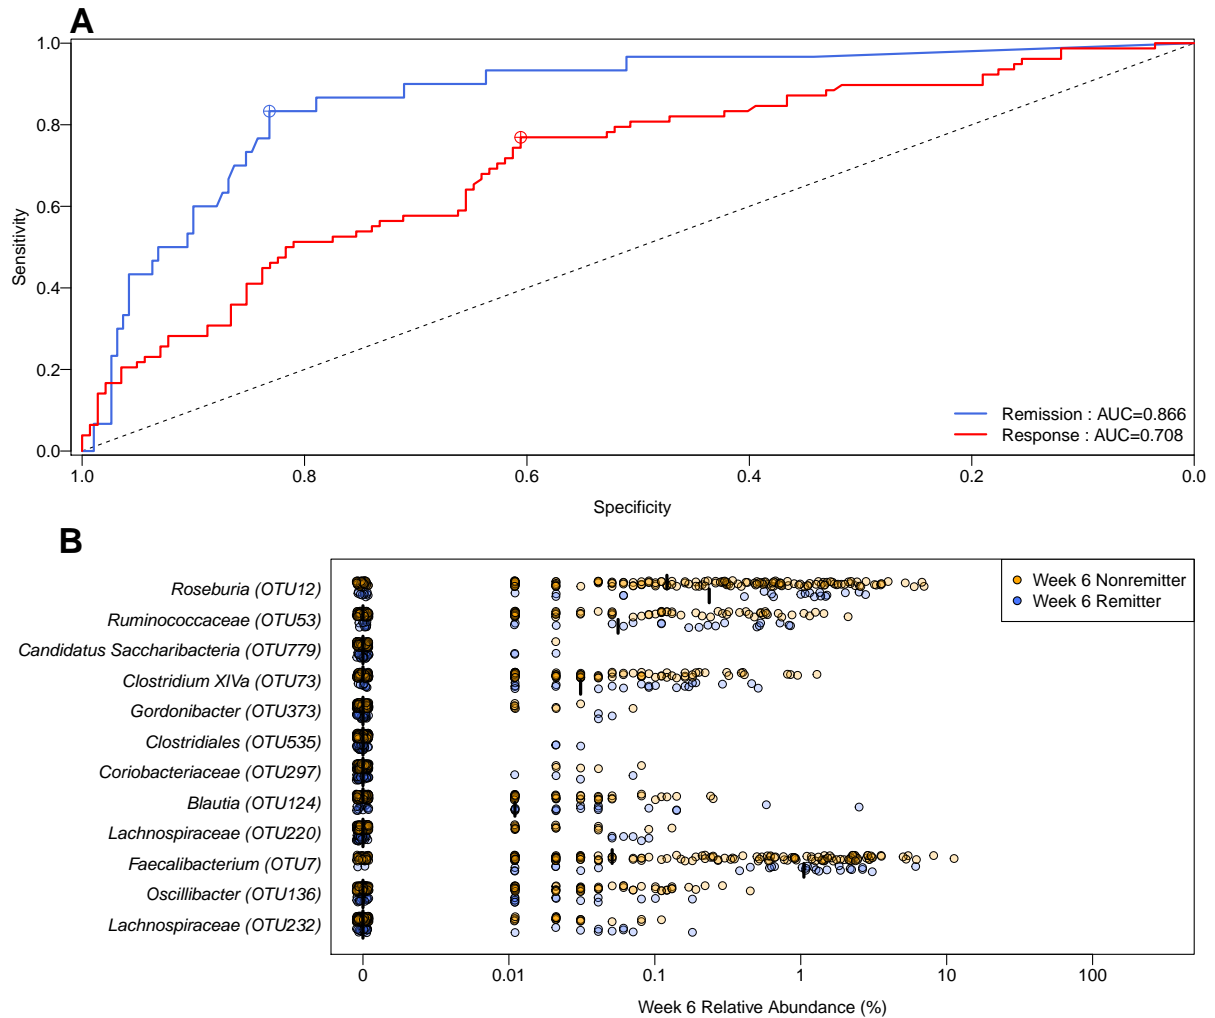 A
1.0
0.8
0.6
0.4
0.2
0.0
Sensitivity
Remission : AUC=0.866
Response : AUC=0.708
1.0
0.8
0.6
0.4
0.2
0.0
Specificity
B
Week 6 Nonremitter
Week 6 Remitter
Roseburia (OTU12)
Ruminococcaceae (OTU53)
Candidatus Saccharibacteria (OTU779)
Clostridium XIVa (OTU73)
Gordonibacter (OTU373)
Clostridiales (OTU535)
Coriobacteriaceae (OTU297)
Blautia (OTU124)
Lachnospiraceae (OTU220)
Faecalibacterium (OTU7)
Oscillibacter (OTU136)
Lachnospiraceae (OTU232)
0
0.01
0.1
1
10
100
Week 6 Relative Abundance (%)